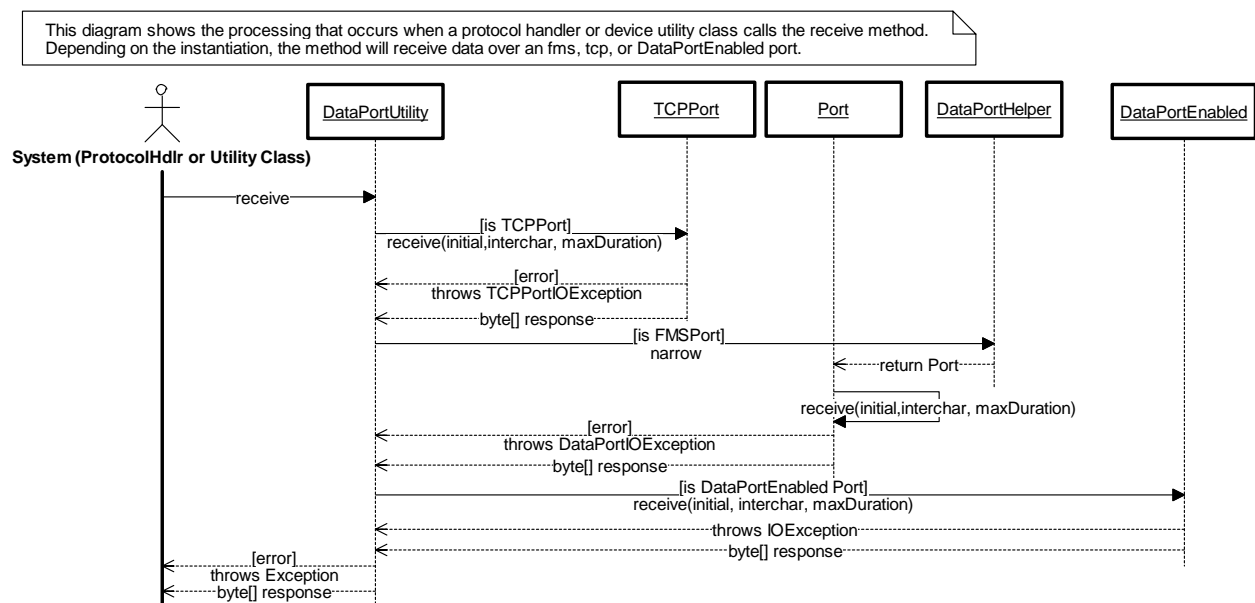 This diagram shows the processing that occurs when a protocol handler or device utility class calls the receive method.
Depending on the instantiation, the method will receive data over an fms, tcp, or DataPortEnabled port.
DataPortUtility
TCPPort
Port
DataPortHelper
DataPortEnabled
System (ProtocolHdlr or Utility Class)
receive
[is TCPPort]
receive(initial,interchar, maxDuration)
[error]
throws TCPPortIOException
byte[] response
[is FMSPort]
narrow
return Port
receive(initial,interchar, maxDuration)
[error]
throws DataPortIOException
byte[] response
[is DataPortEnabled Port]
receive(initial, interchar, maxDuration)
throws IOException
byte[] response
[error]
throws Exception
byte[] response